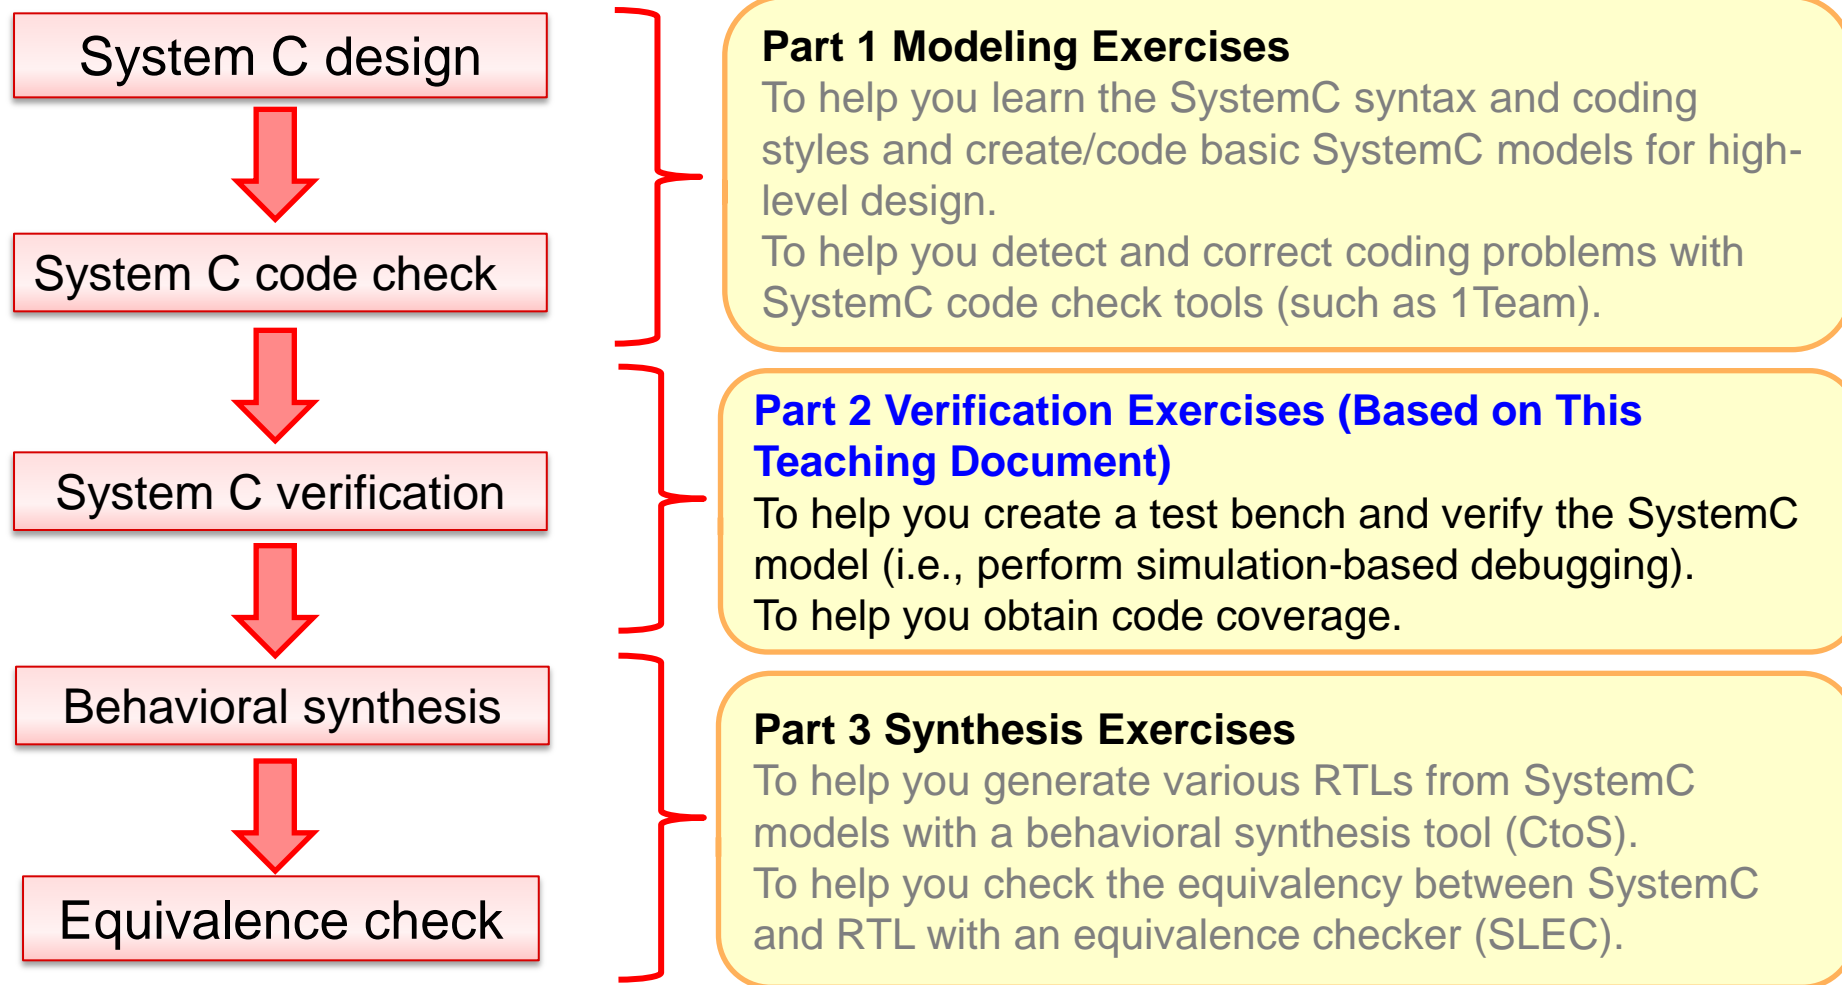 System C design
System C code check
System C verification
Behavioral synthesis
Equivalence check
Part 1 Modeling Exercises
To help you learn the SystemC syntax and coding
styles and create/code basic SystemC models for high-
level design.
To help you detect and correct coding problems with
SystemC code check tools (such as 1Team).
Part 2 Verification Exercises (Based on This
Teaching Document)
To help you create a test bench and verify the SystemC
model (i.e., perform simulation-based debugging).
To help you obtain code coverage.
Part 3 Synthesis Exercises
To help you generate various RTLs from SystemC
models with a behavioral synthesis tool (CtoS).
To help you check the equivalency between SystemC
and RTL with an equivalence checker (SLEC).